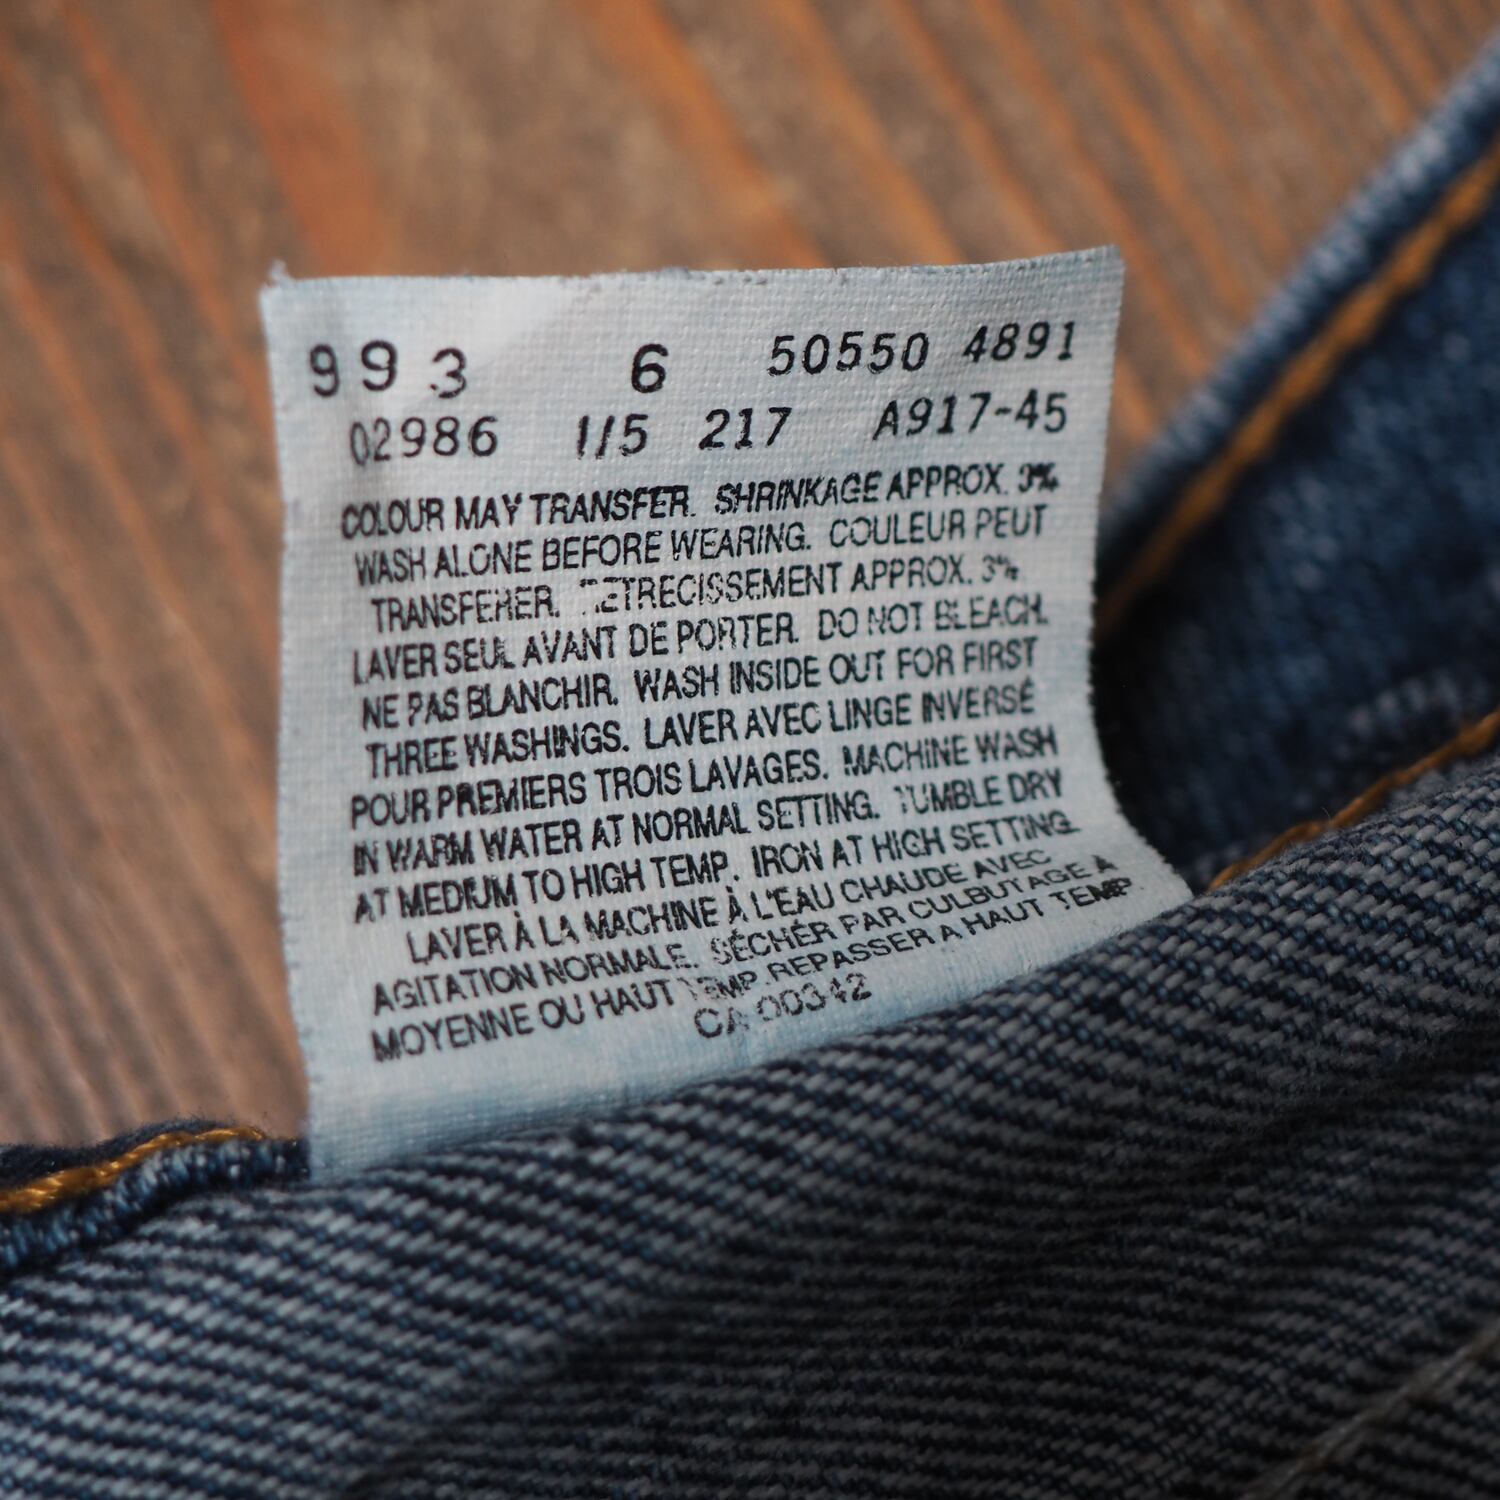 993 6 50550 4891
02986 1/5 217 A917-45
COLOUR MAY TRANSFER. SHRINKAGE APPROX. 3%
WASH ALONE BEFORE WEARING. COULEUR PEUT
TRANSFERER. RETRECISSEMENT APPROX. 3%
LAVER SEUL AVANT DE PORTER. DO NOT BLEACH.
NE PAS BLANCHIR. WASH INSIDE OUT FOR FIRST
THREE WASHINGS. LAVER AVEC LINGE INVERSÉ
POUR PREMIERS TROIS LAVAGES. MACHINE WASH
IN WARM WATER AT NORMAL SETTING. TUMBLE DRY
AT MEDIUM TO HIGH TEMP. IRON AT HIGH SETTING.
LAVER À LA MACHINE À L'EAU CHAUDE AVEC
AGITATION NORMALE. SÉCHER PAR CULBUTAGE À
MOYENNE OU HAUT TEMP. REPASSER A HAUT TEMP.
CA 00342